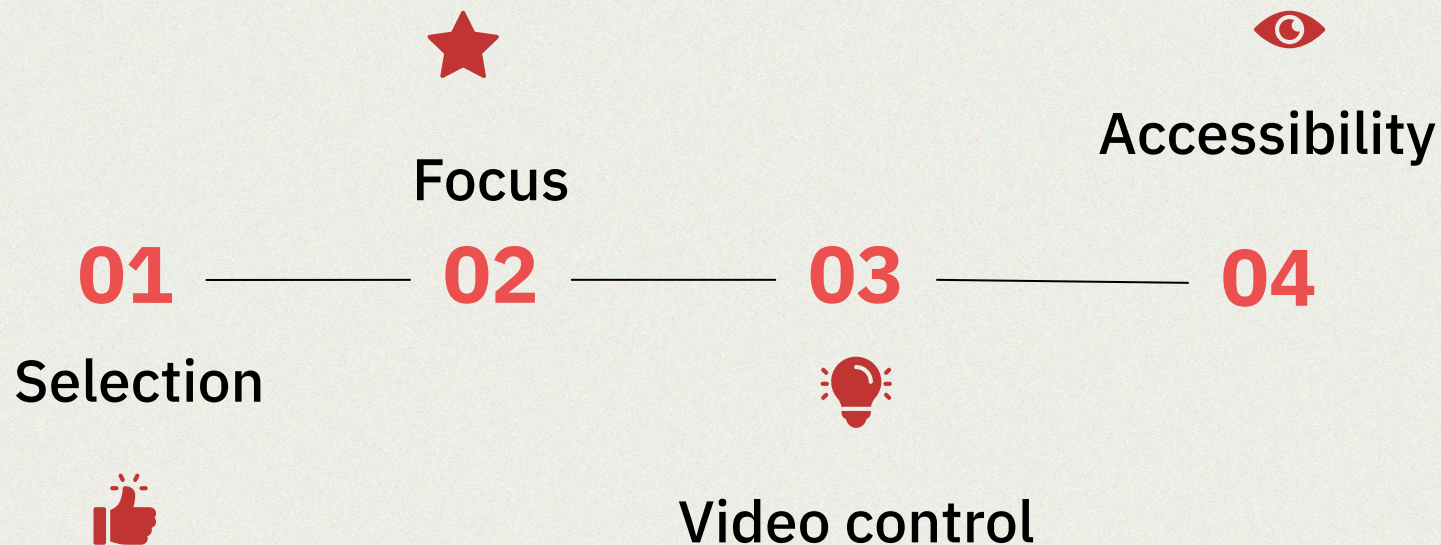 Focus
Accessibility
01
02
03
04
Selection
Video control